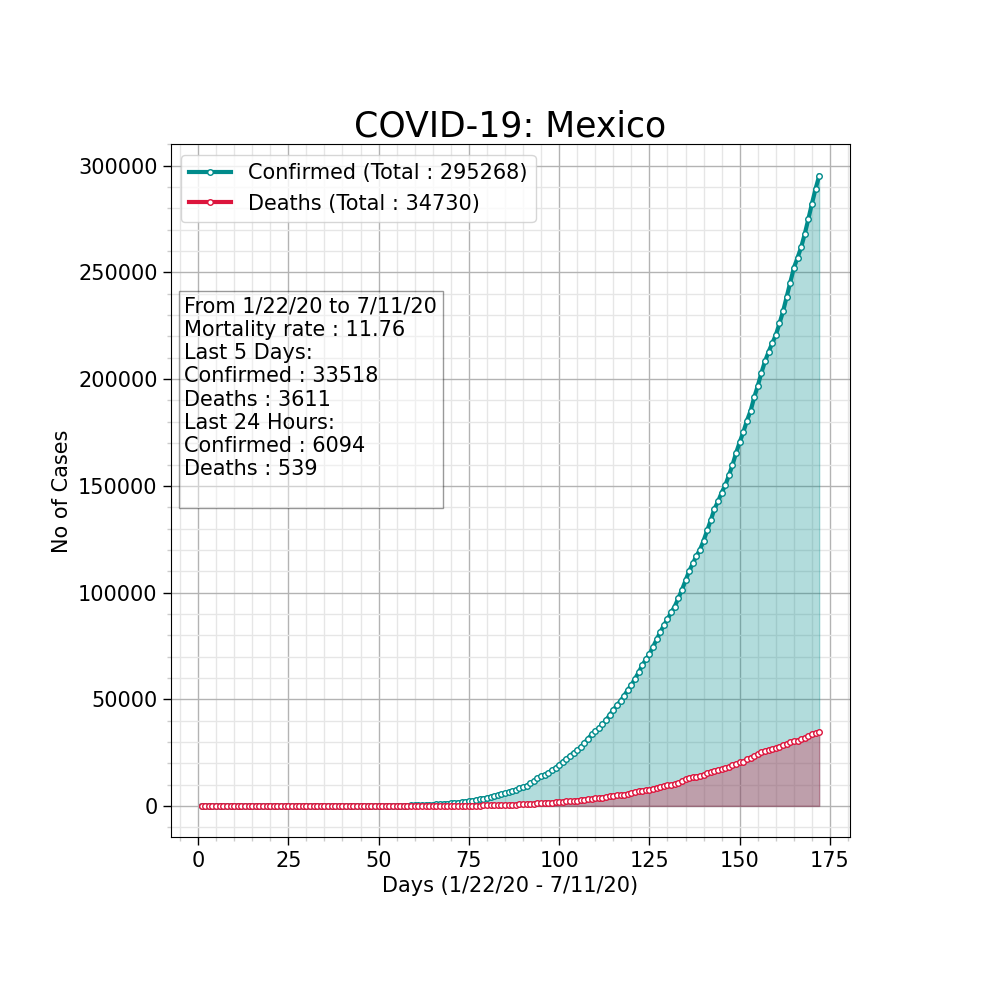 COVID-19: Mexico
Confirmed (Total : 295268)
Deaths (Total : 34730)
From 1/22/20 to 7/11/20
Mortality rate : 11.76
Last 5 Days:
Confirmed : 33518
Deaths : 3611
Last 24 Hours:
Confirmed : 6094
Deaths : 539
No of Cases
300000
250000
200000
150000
100000
50000
0
0 25 50 75 100 125 150 175
Days (1/22/20 - 7/11/20)